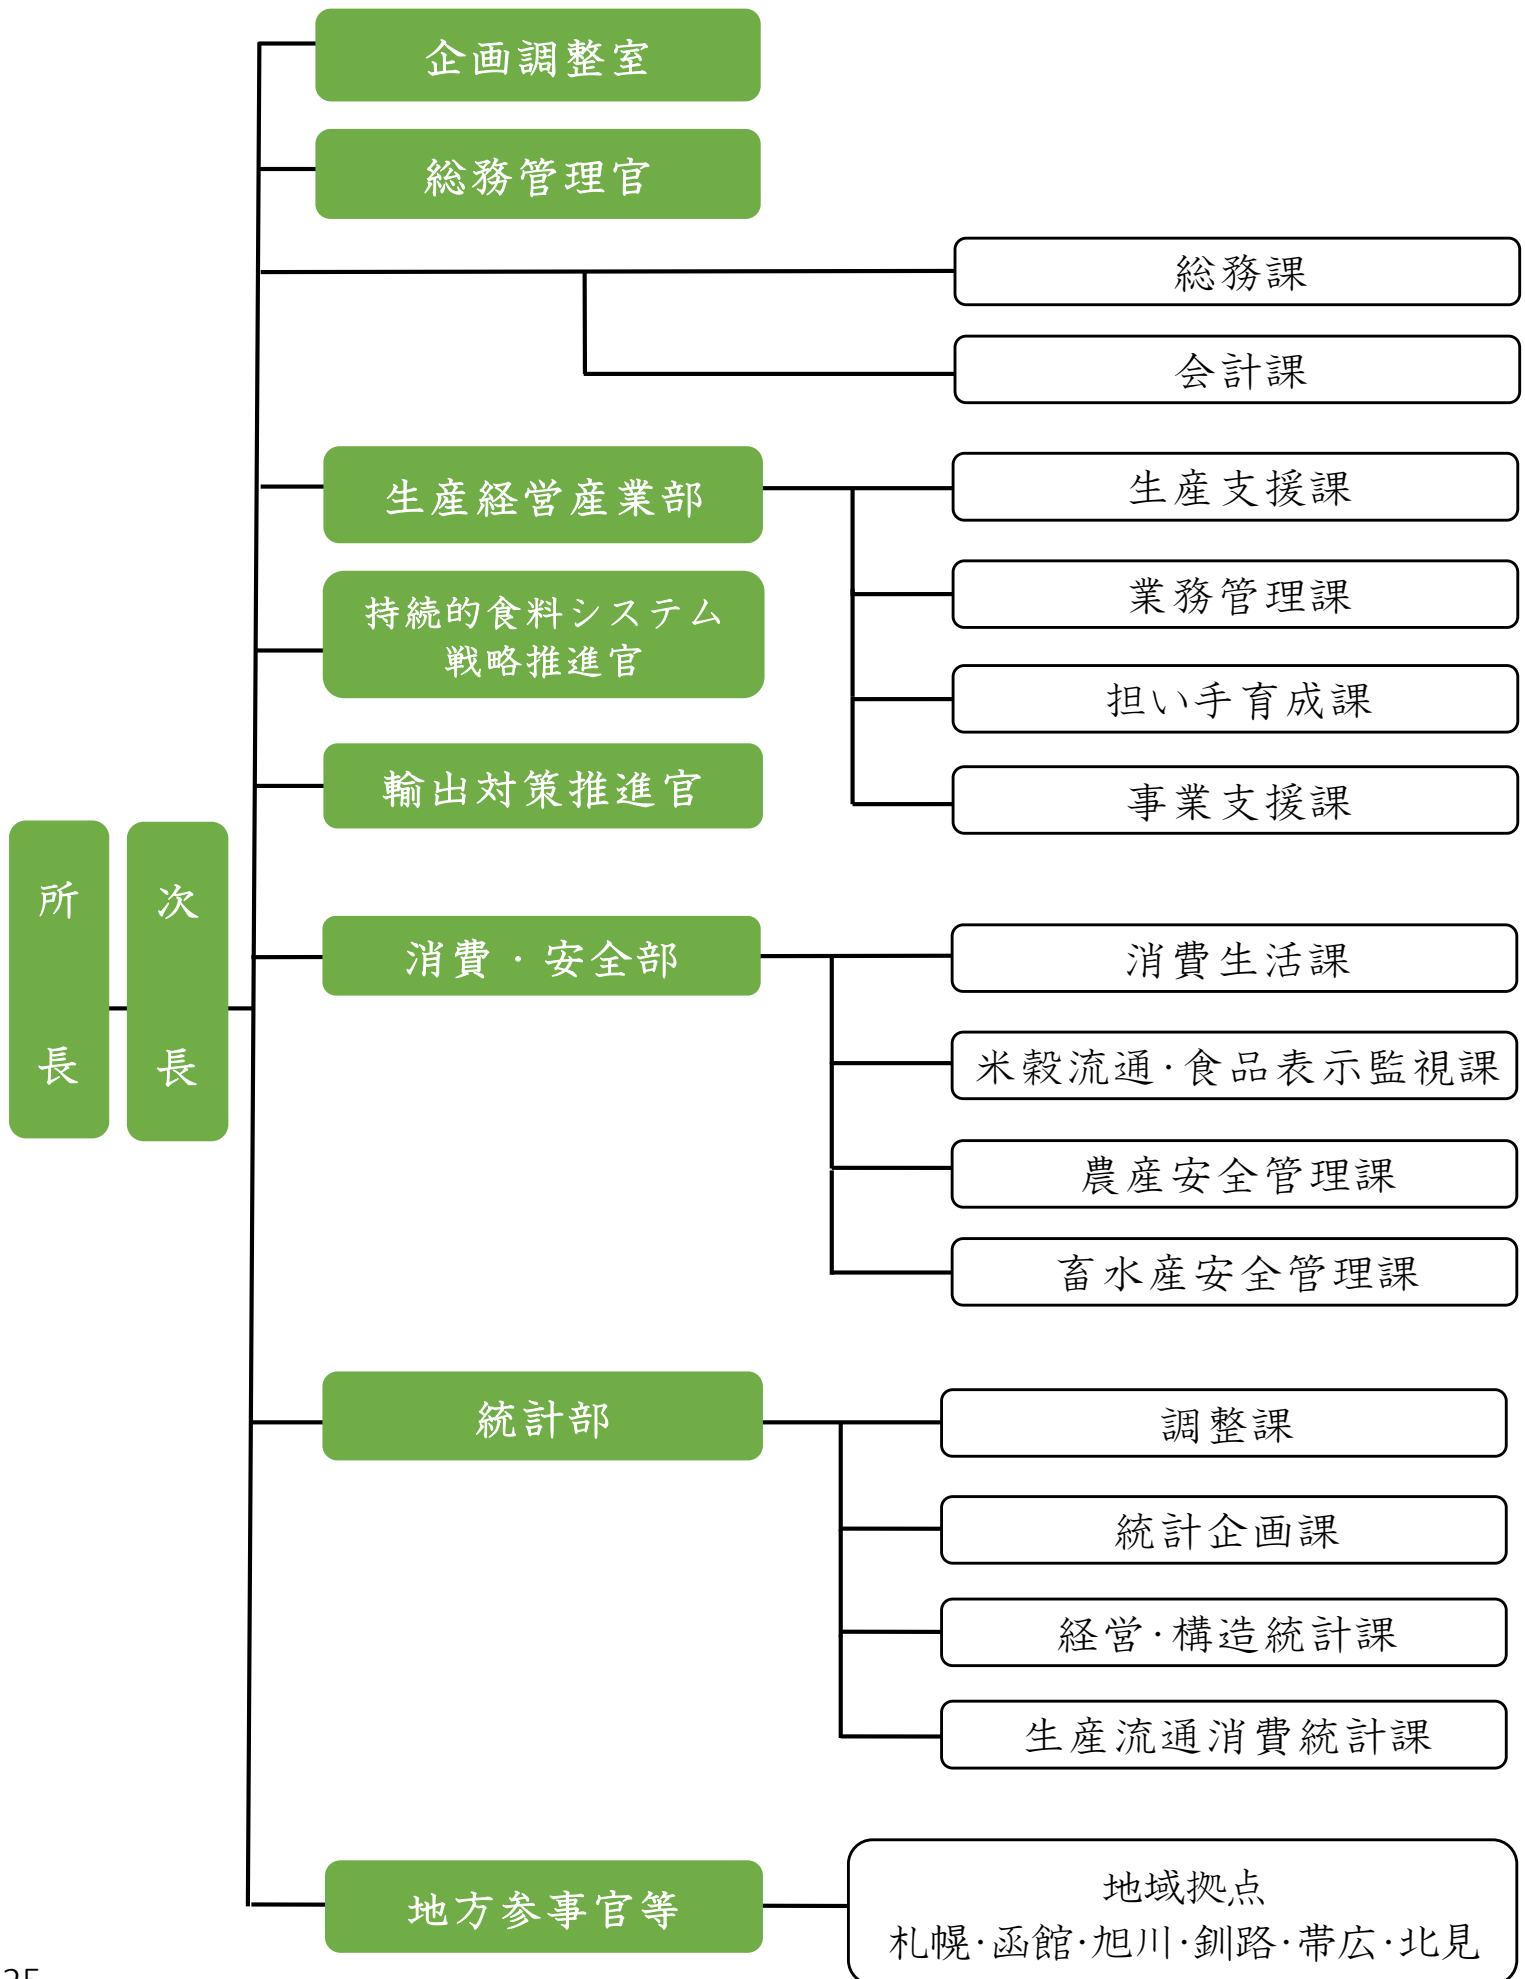 企画調整室
総務管理官
総務課
会計課
生産経営産業部
生産支援課
業務管理課
持続的食料システム
戦略推進官
担い手育成課
輸出対策推進官
事業支援課
所長
次長
消費・安全部
消費生活課
米穀流通・食品表示監視課
農産安全管理課
畜水産安全管理課
統計部
調整課
統計企画課
経営・構造統計課
生産流通消費統計課
地方参事官等
地域拠点
札幌・函館・旭川・釧路・帯広・北見